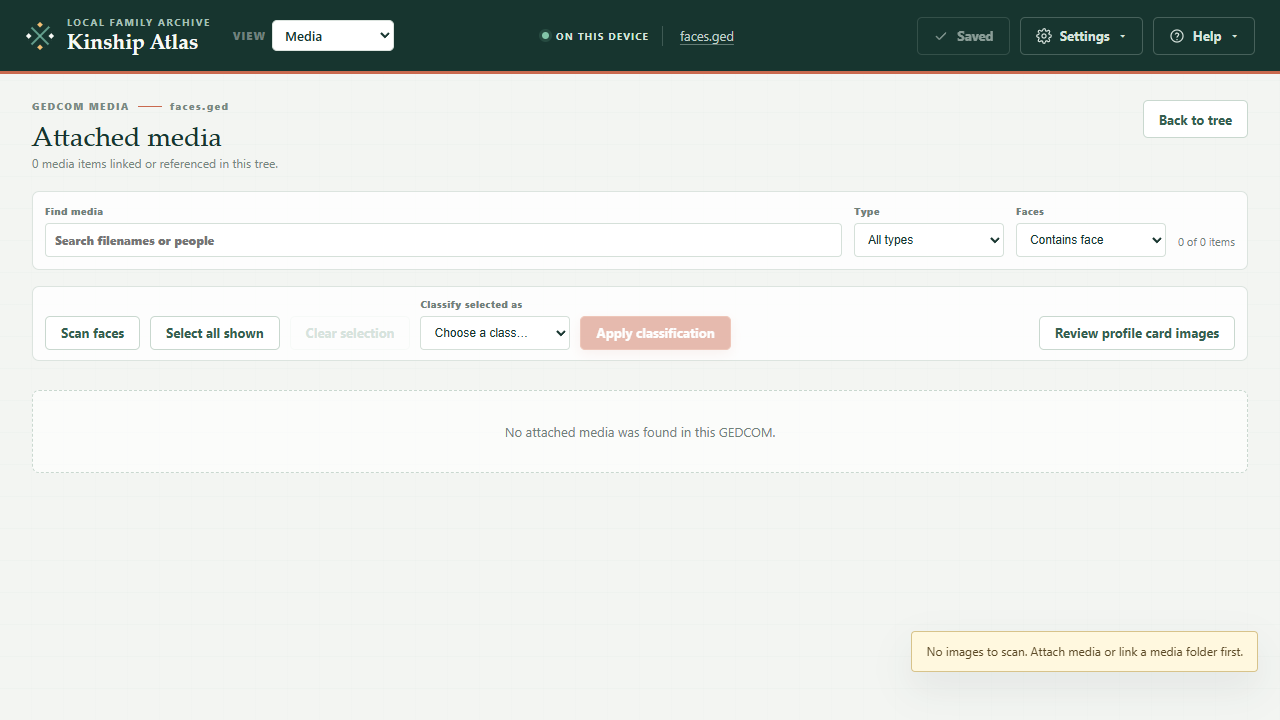 LOCAL FAMILY ARCHIVE
Kinship Atlas
VIEW
Media
ON THIS DEVICE
faces.ged
Saved
Settings
Help
GEDCOM MEDIA
faces.ged
Attached media
0 media items linked or referenced in this tree.
Back to tree
Find media
Search filenames or people
Type
All types
Faces
Contains face
0 of 0 items
Scan faces
Select all shown
Clear selection
Classify selected as
Choose a class...
Apply classification
Review profile card images
No attached media was found in this GEDCOM.
No images to scan. Attach media or link a media folder first.